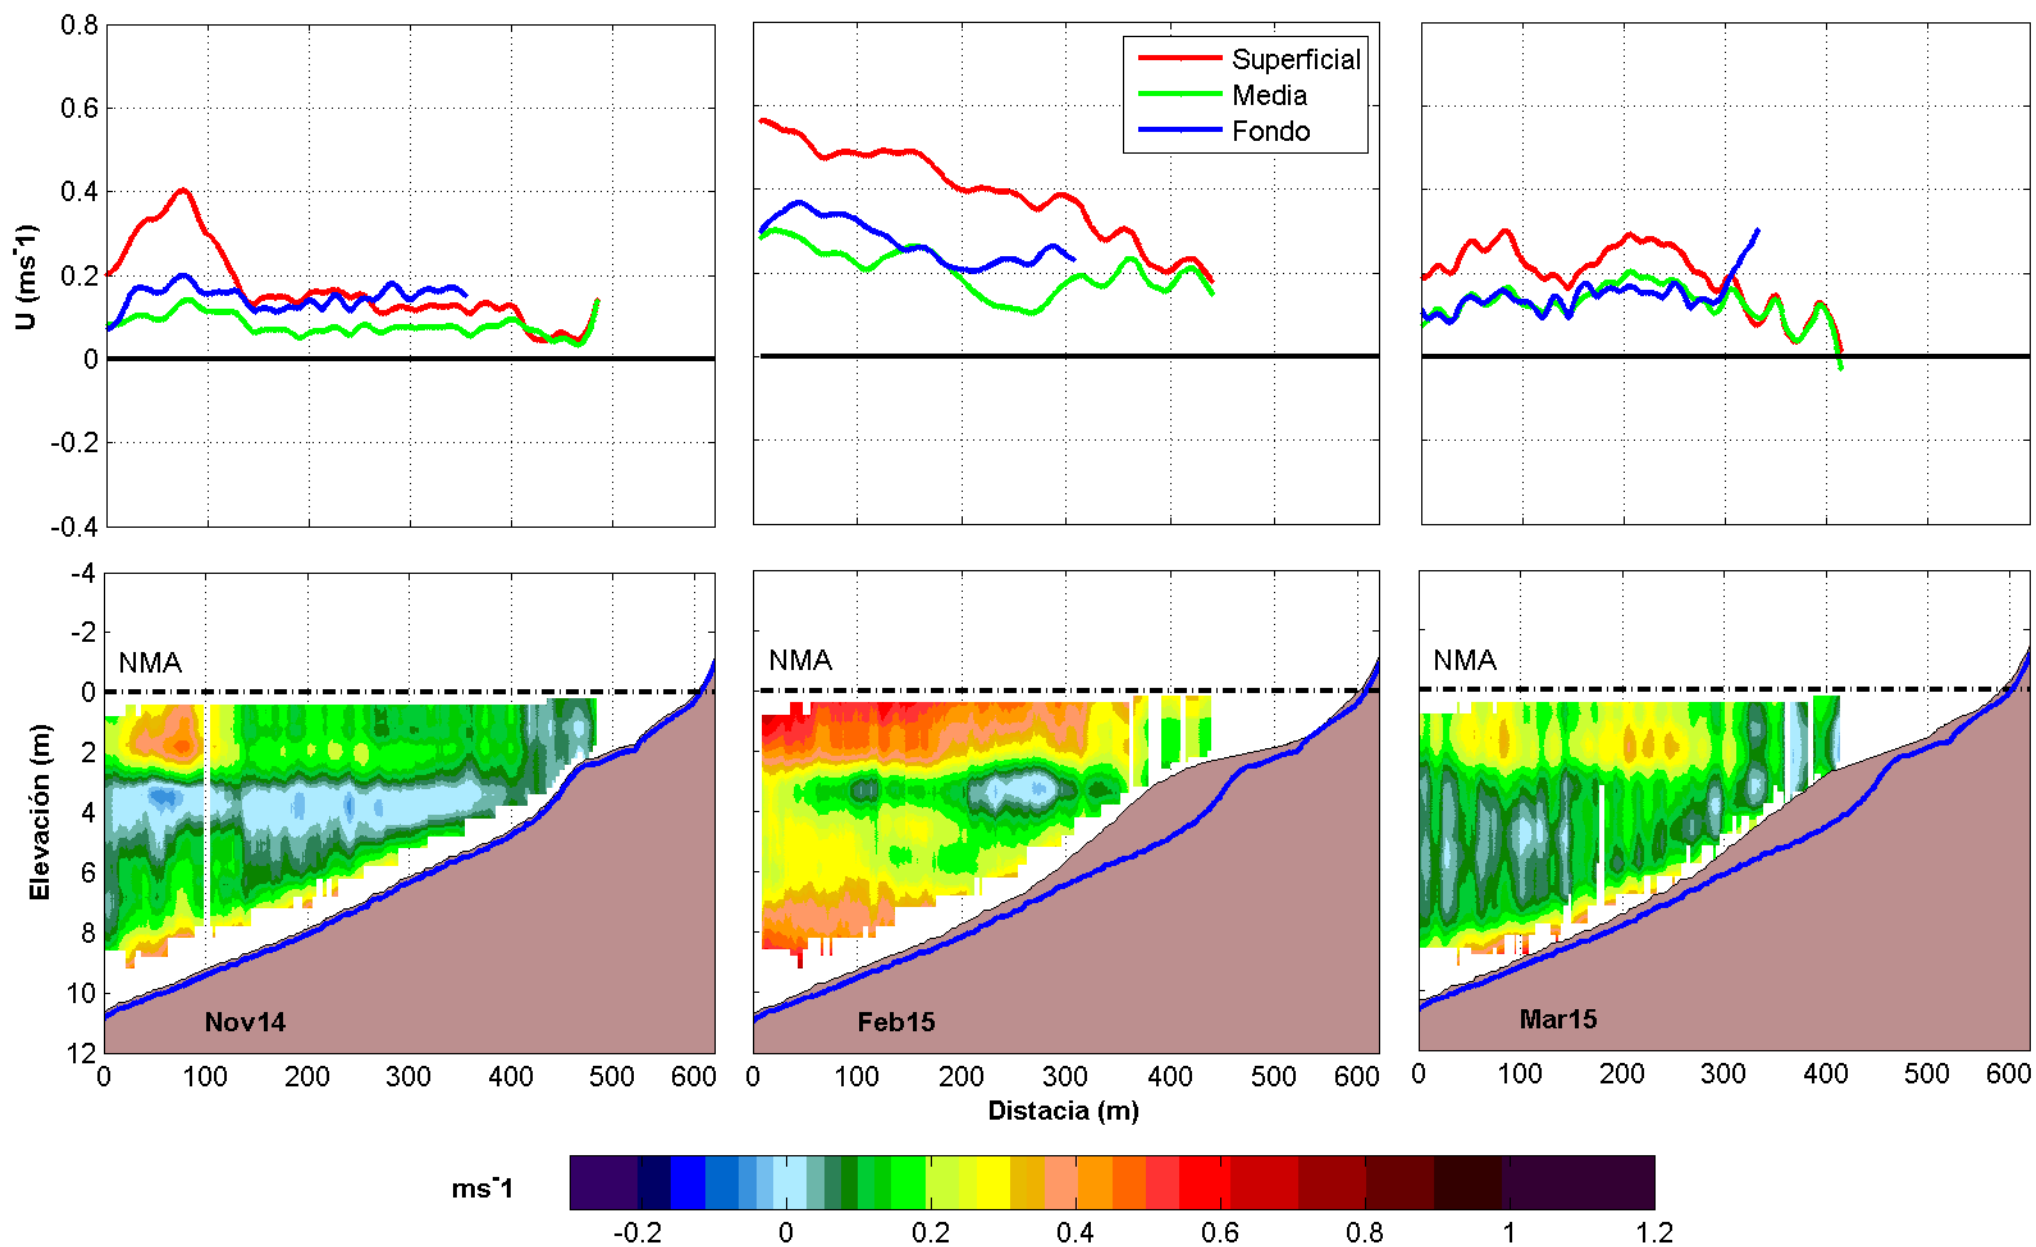 0.8
0.6
0.4
0.2
0
-0.2
-0.4
U (ms-1)
Superficial
Media
Fondo
-4
-2
0
2
4
6
8
10
12
Elevación (m)
NMA
NMA
NMA
Nov14
Feb15
Mar15
0 100 200 300 400 500 600
0 100 200 300 400 500 600
0 100 200 300 400 500 600
Distacia (m)
ms-1
-0.2 0 0.2 0.4 0.6 0.8 1 1.2